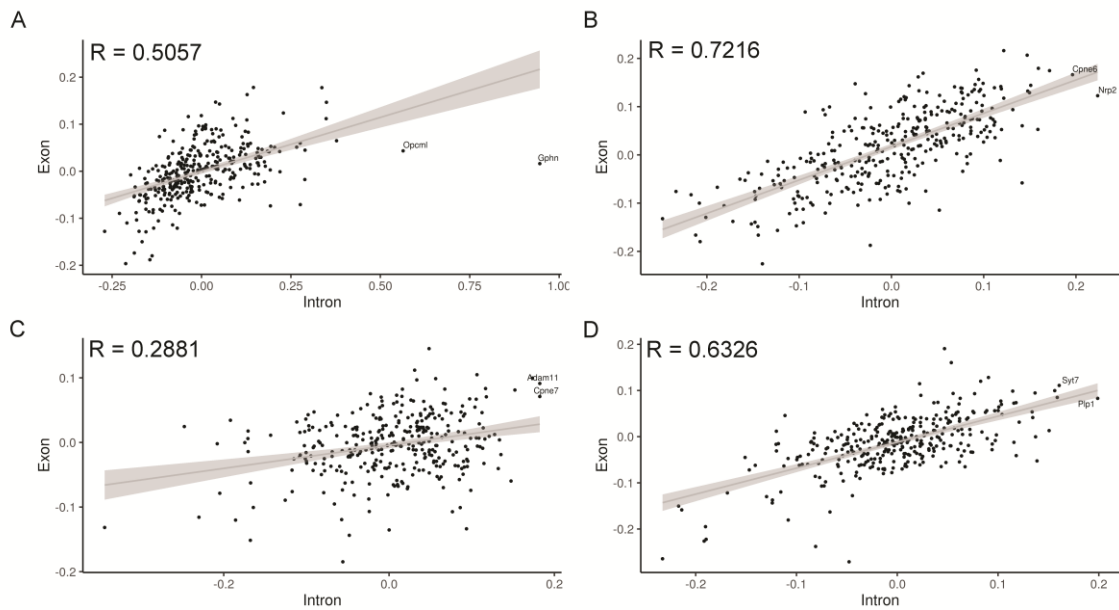 A
R = 0.5057
Exon
0.2
0.1
0.0
-0.1
-0.2
Opcml
Gphn
-0.25
0.00
0.25
0.50
0.75
1.00
Intron
B
R = 0.7216
Exon
0.2
0.1
0.0
-0.1
-0.2
Cpne6
Nrp2
-0.2
-0.1
0.0
0.1
0.2
Intron
C
R = 0.2881
Exon
0.1
0.0
-0.1
-0.2
Adam11
Cpne7
-0.2
0.0
0.2
Intron
D
R = 0.6326
Exon
0.2
0.1
0.0
-0.1
-0.2
Syt7
Plp1
-0.2
-0.1
0.0
0.1
0.2
Intron